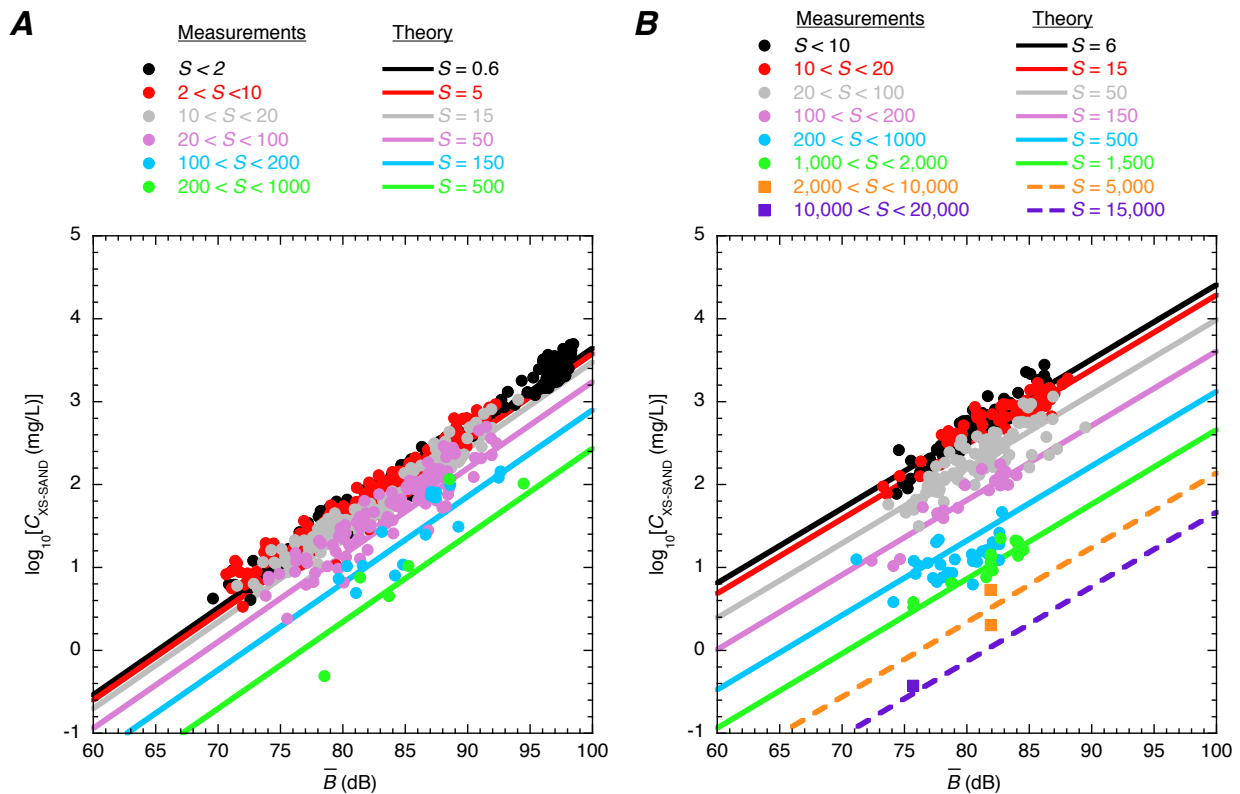 A
Measurements Theory
S < 2 S = 0.6
2 < S <10 S = 5
10 < S < 20 S = 15
20 < S < 100 S = 50
100 < S < 200 S = 150
200 < S < 1000 S = 500
5
4
3
2
1
0
-1
log10[CXS-SAND (mg/L)]
60 65 70 75 80 85 90 95 100
B̅ (dB)
B
Measurements Theory
S < 10 S = 6
10 < S < 20 S = 15
20 < S < 100 S = 50
100 < S < 200 S = 150
200 < S < 1000 S = 500
1,000 < S < 2,000 S = 1,500
2,000 < S < 10,000 S = 5,000
10,000 < S < 20,000 S = 15,000
5
4
3
2
1
0
-1
log10[CXS-SAND (mg/L)]
60 65 70 75 80 85 90 95 100
B̅ (dB)